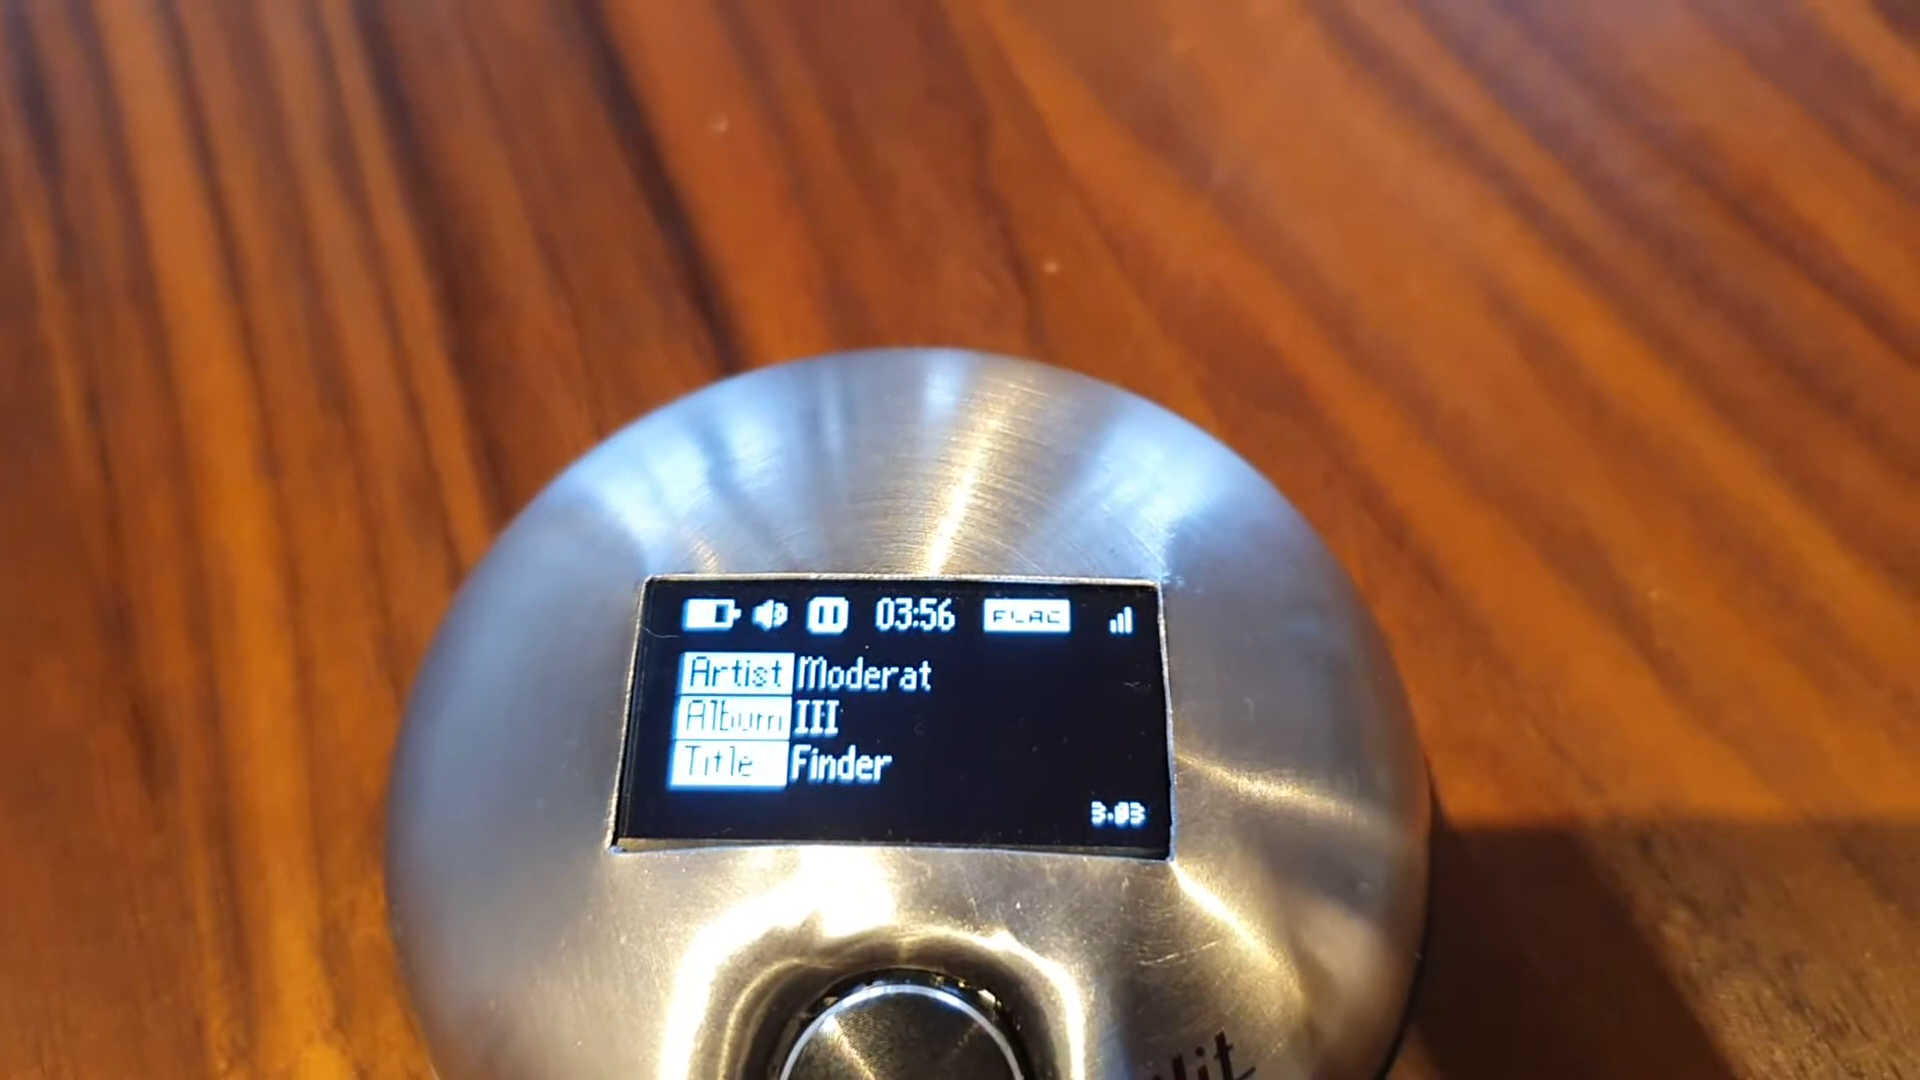 03:56 FLAC
Artist Moderat
Album III
Title Finder
3.03